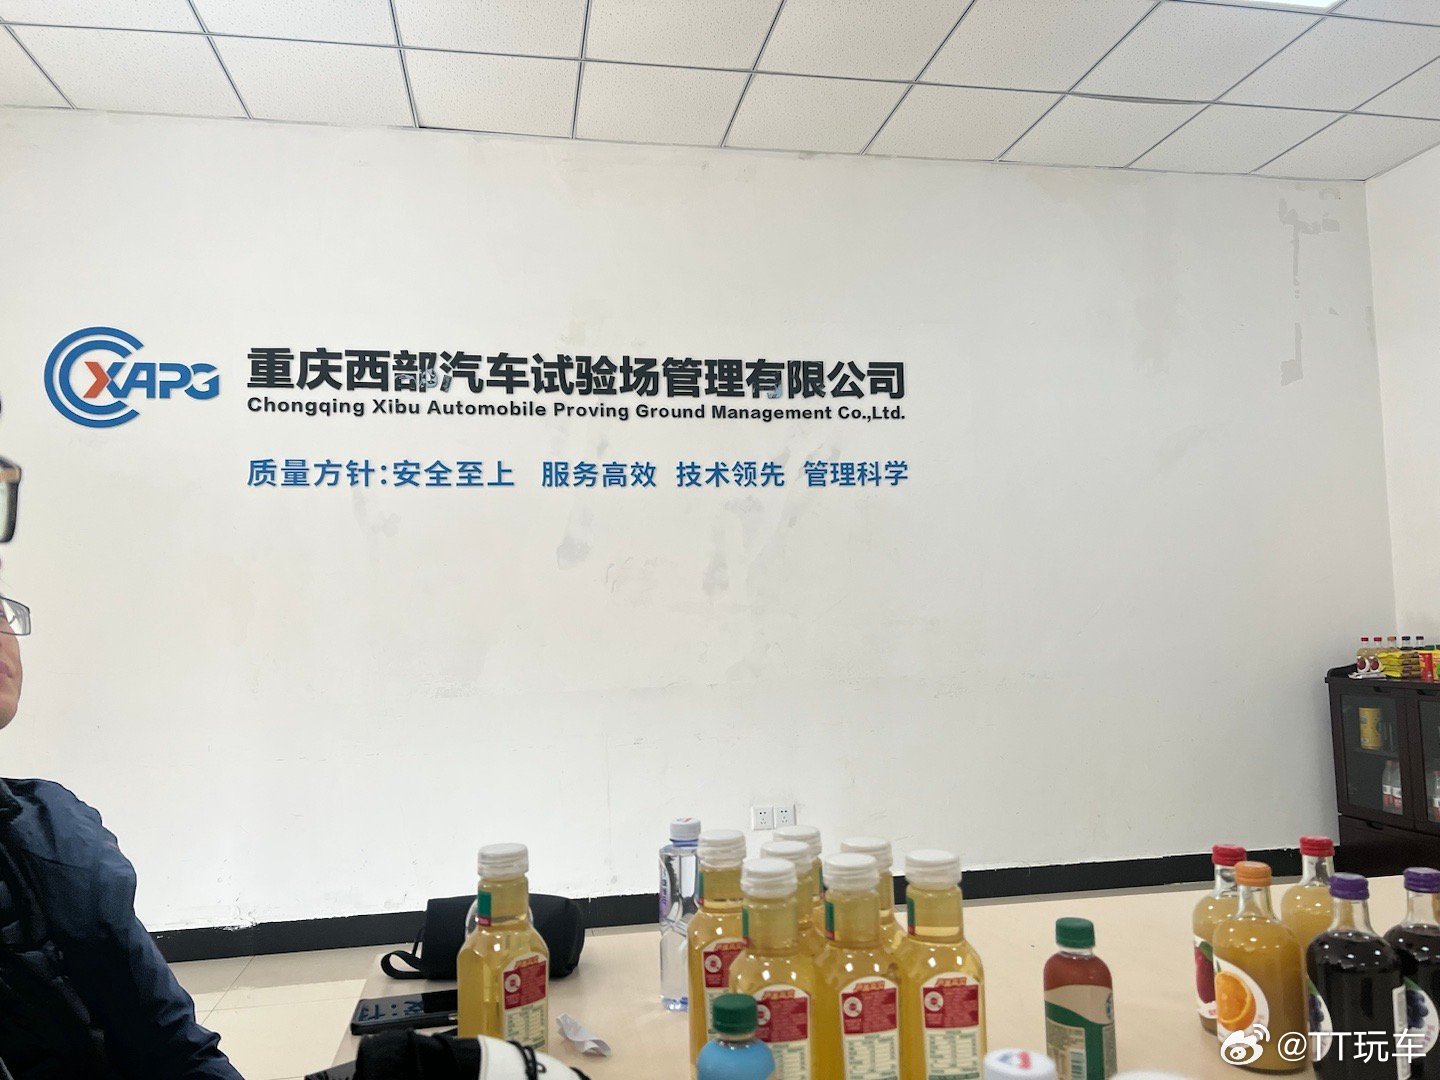 XAPG
重庆西部汽车试验场管理有限公司
Chongqing Xibu Automobile Proving Ground Management Co.,Ltd.
质量方针:安全至上 服务高效 技术领先 管理科学
@TT玩车